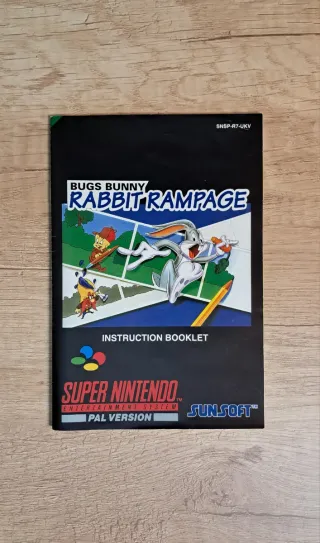 SNSP-R7-UKV
BUGS BUNNY
RABBIT RAMPAGE
INSTRUCTION BOOKLET
SUPER NINTENDO
ENTERTAINMENT SYSTEM
PAL VERSION
SUNSOFT